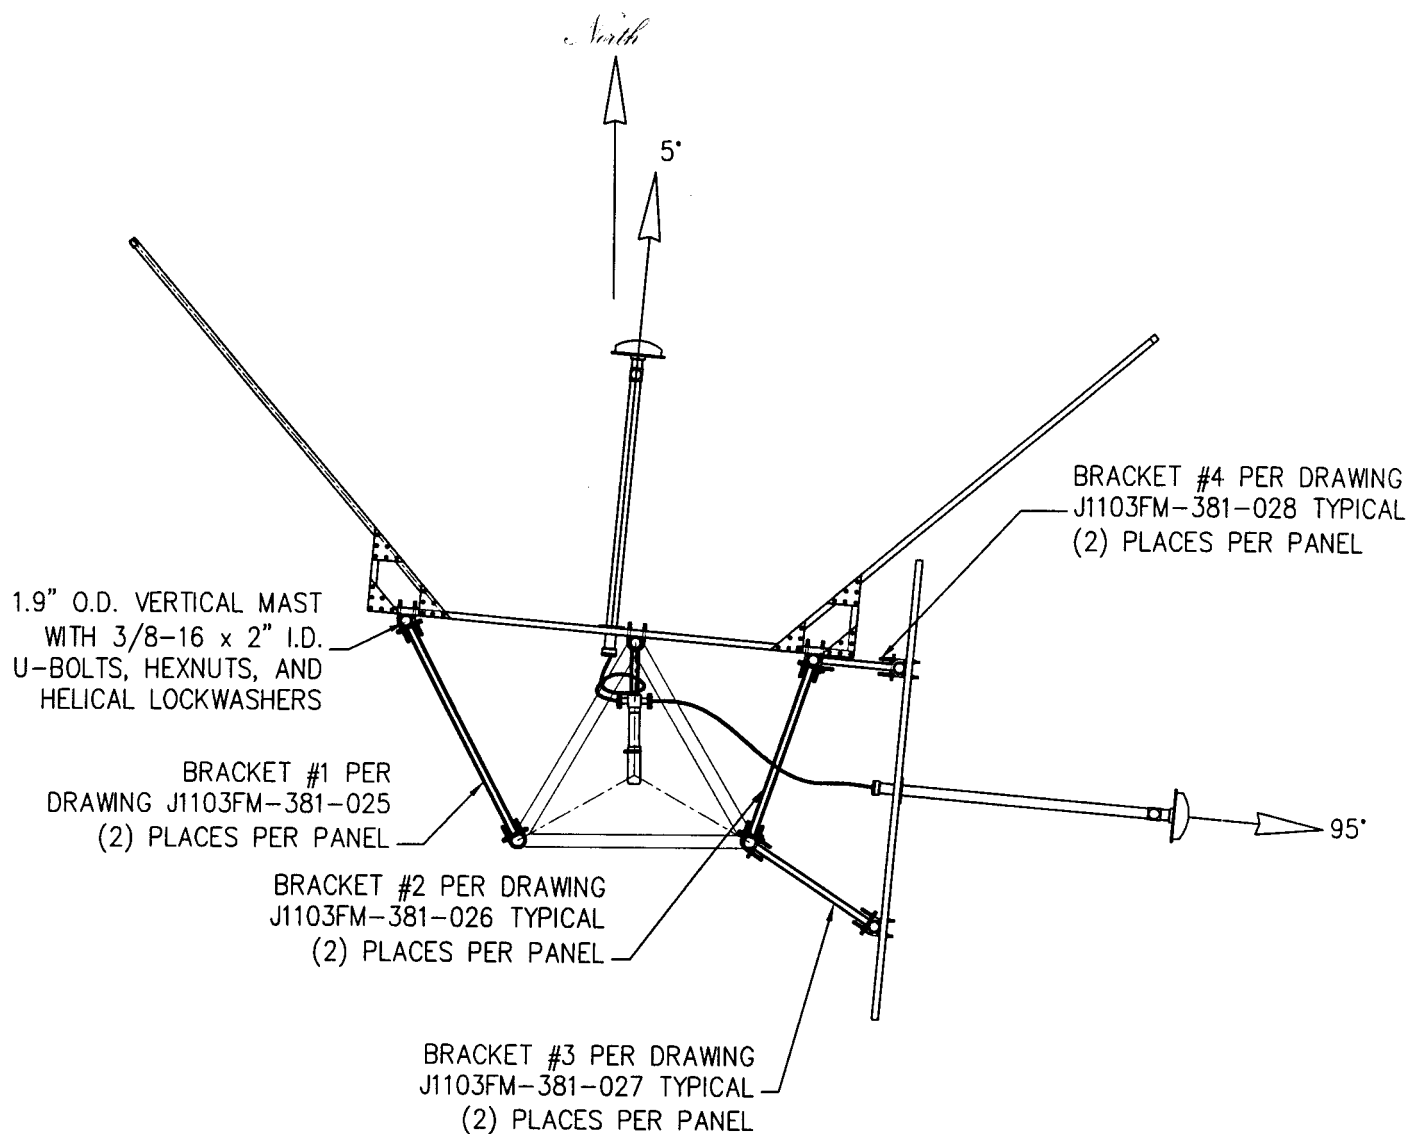 North
5°
BRACKET #4 PER DRAWING
J1103FM-381-028 TYPICAL
(2) PLACES PER PANEL
1.9" O.D. VERTICAL MAST
WITH 3/8-16 x 2" I.D.
U-BOLTS, HEXNUTS, AND
HELICAL LOCKWASHERS
BRACKET #1 PER
DRAWING J1103FM-381-025
(2) PLACES PER PANEL
95°
BRACKET #2 PER DRAWING
J1103FM-381-026 TYPICAL
(2) PLACES PER PANEL
BRACKET #3 PER DRAWING
J1103FM-381-027 TYPICAL
(2) PLACES PER PANEL